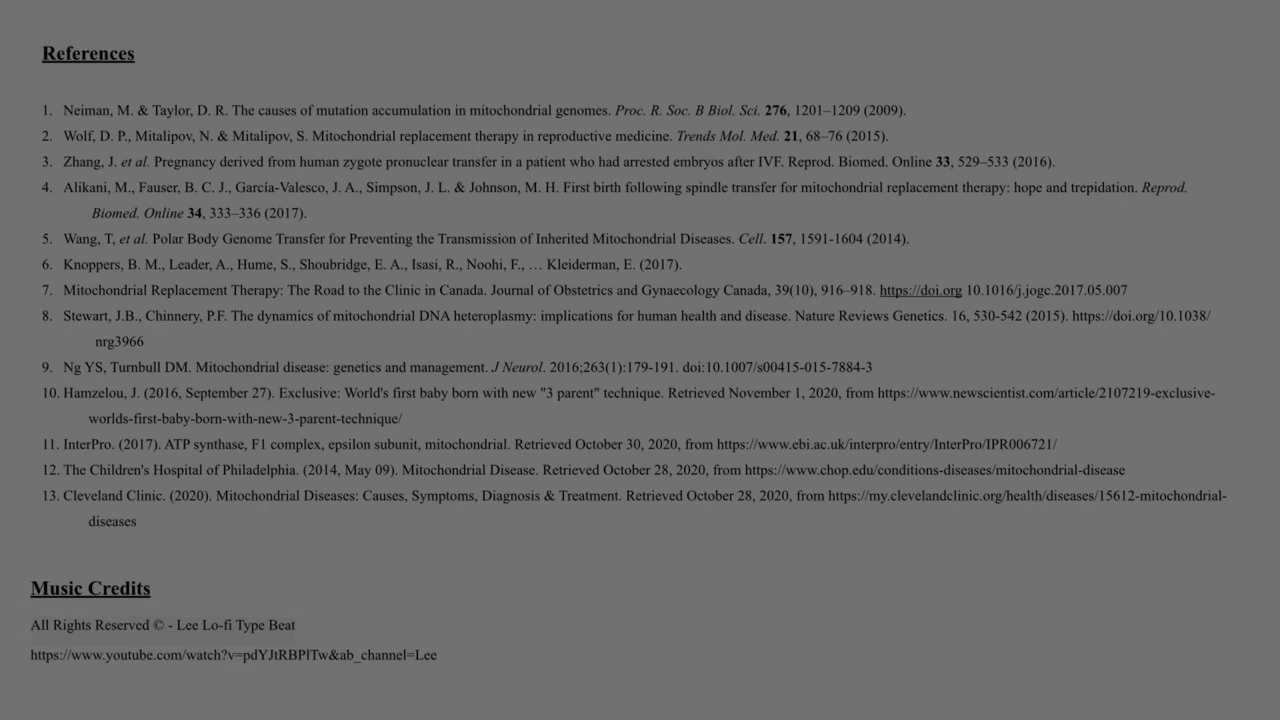 References
1. Neiman, M. & Taylor, D. R. The causes of mutation accumulation in mitochondrial genomes. Proc. R. Soc. B Biol. Sci. 276, 1201–1209 (2009).
2. Wolf, D. P., Mitalipov, N. & Mitalipov, S. Mitochondrial replacement therapy in reproductive medicine. Trends Mol. Med. 21, 68–76 (2015).
3. Zhang, J. et al. Pregnancy derived from human zygote pronuclear transfer in a patient who had arrested embryos after IVF. Reprod. Biomed. Online 33, 529–533 (2016).
4. Alikani, M., Fauser, B. C. J., García-Valesco, J. A., Simpson, J. L. & Johnson, M. H. First birth following spindle transfer for mitochondrial replacement therapy: hope and trepidation. Reprod.
Biomed. Online 34, 333–336 (2017).
5. Wang, T, et al. Polar Body Genome Transfer for Preventing the Transmission of Inherited Mitochondrial Diseases. Cell. 157, 1591-1604 (2014).
6. Knoppers, B. M., Leader, A., Hume, S., Shoubridge, E. A., Isasi, R., Noohi, F., … Kleiderman, E. (2017).
7. Mitochondrial Replacement Therapy: The Road to the Clinic in Canada. Journal of Obstetrics and Gynaecology Canada, 39(10), 916–918. https://doi.org 10.1016/j.jogc.2017.05.007
8. Stewart, J.B., Chinnery, P.F. The dynamics of mitochondrial DNA heteroplasmy: implications for human health and disease. Nature Reviews Genetics. 16, 530-542 (2015). https://doi.org/10.1038/
nrg3966
9. Ng YS, Turnbull DM. Mitochondrial disease: genetics and management. J Neurol. 2016;263(1):179-191. doi:10.1007/s00415-015-7884-3
10. Hamzelou, J. (2016, September 27). Exclusive: World's first baby born with new "3 parent" technique. Retrieved November 1, 2020, from https://www.newscientist.com/article/2107219-exclusive-
worlds-first-baby-born-with-new-3-parent-technique/
11. InterPro. (2017). ATP synthase, F1 complex, epsilon subunit, mitochondrial. Retrieved October 30, 2020, from https://www.ebi.ac.uk/interpro/entry/InterPro/IPR006721/
12. The Children's Hospital of Philadelphia. (2014, May 09). Mitochondrial Disease. Retrieved October 28, 2020, from https://www.chop.edu/conditions-diseases/mitochondrial-disease
13. Cleveland Clinic. (2020). Mitochondrial Diseases: Causes, Symptoms, Diagnosis & Treatment. Retrieved October 28, 2020, from https://my.clevelandclinic.org/health/diseases/15612-mitochondrial-
diseases
Music Credits
All Rights Reserved © - Lee Lo-fi Type Beat
https://www.youtube.com/watch?v=pdYJtRBPlTw&ab_channel=Lee